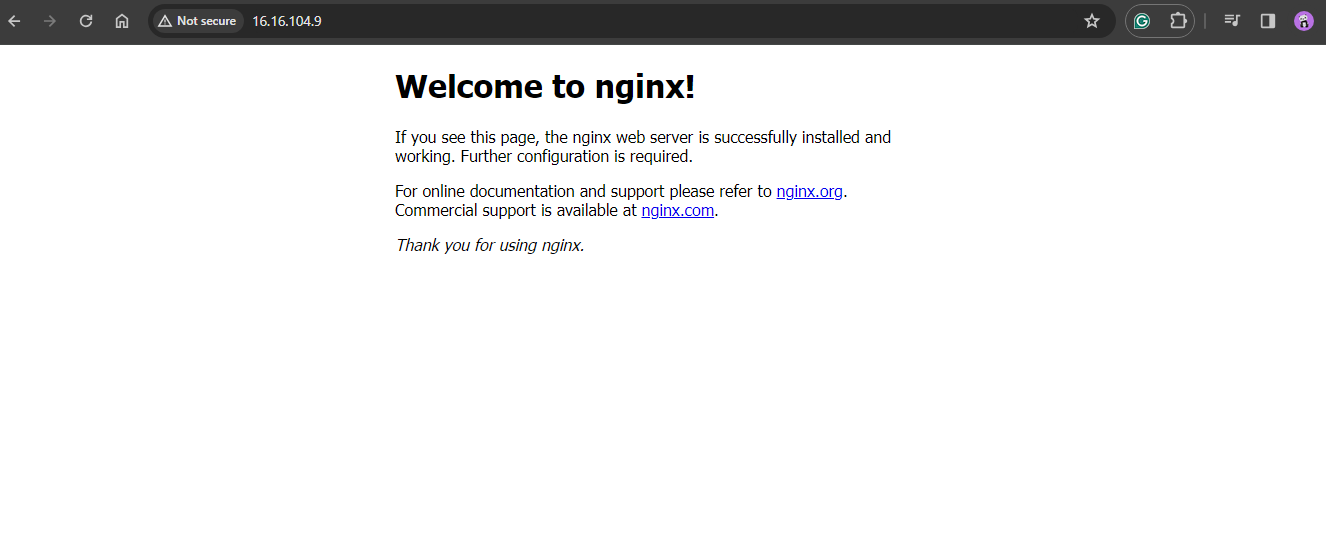 Not secure
16.16.104.9
Welcome to nginx!
If you see this page, the nginx web server is successfully installed and
working. Further configuration is required.
For online documentation and support please refer to nginx.org.
Commercial support is available at nginx.com.
Thank you for using nginx.